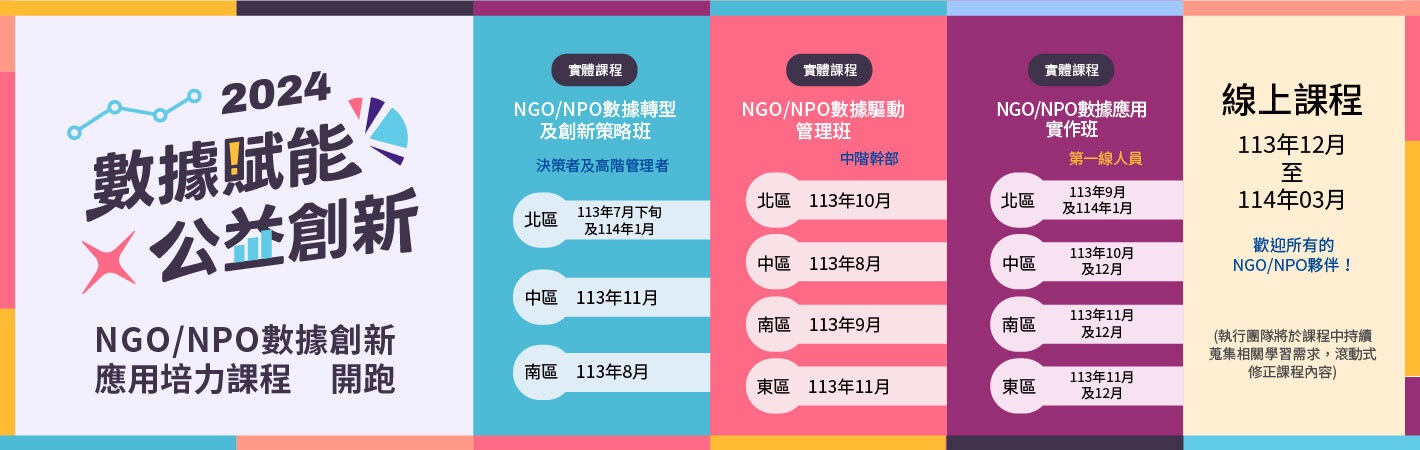 2024
數據賦能
公益創新
NGO/NPO數據創新
應用培力課程 開跑
實體課程
NGO/NPO數據轉型
及創新策略班
決策者及高階管理者
北區
113年7月下旬
及114年1月
中區 113年11月
南區 113年8月
實體課程
NGO/NPO數據驅動
管理班
中階幹部
北區 113年10月
中區 113年8月
南區 113年9月
東區 113年11月
實體課程
NGO/NPO數據應用
實作班
第一線人員
北區
113年9月
及114年1月
中區
113年10月
及12月
南區
113年11月
及12月
東區
113年11月
及12月
線上課程
113年12月
至
114年03月
歡迎所有的
NGO/NPO夥伴！
(執行團隊將於課程中持續
蒐集相關學習需求，滾動式
修正課程內容)